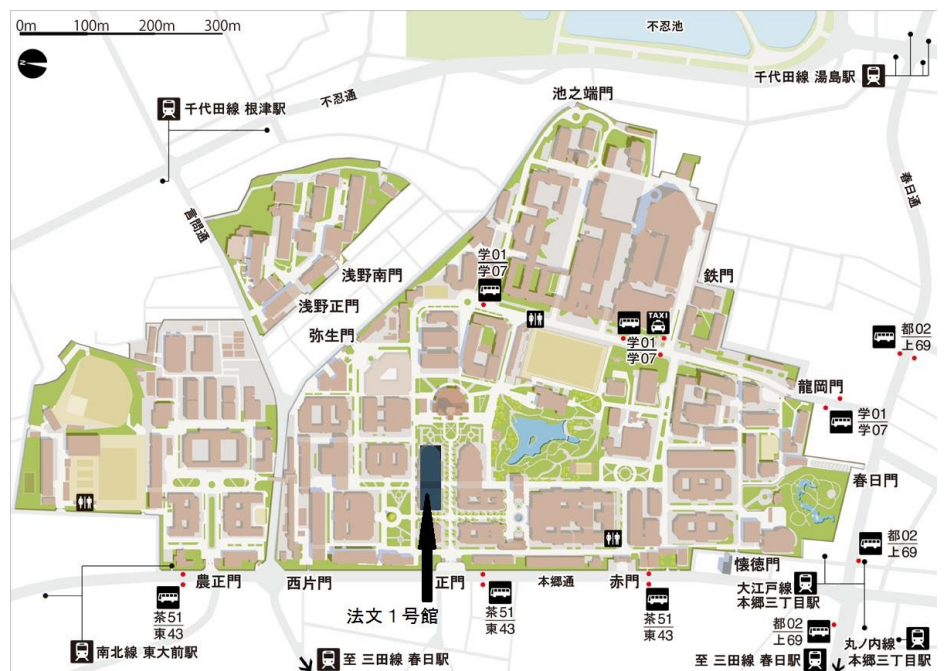 0m 100m 200m 300m
N
不忍池
千代田線 湯島駅
千代田線 根津駅
不忍通
池之端門
春日通
言問通
学01
学07
浅野南門
浅野正門
弥生門
鉄門
TAXI
学01
学07
都02
上69
龍岡門
学01
学07
春日門
都02
上69
農正門
西片門
正門
本郷通
赤門
懐徳門
大江戸線
本郷三丁目駅
茶51
東43
法文1号館
茶51
東43
茶51
東43
都02
上69
丸ノ内線
本郷三丁目駅
南北線 東大前駅
至 三田線 春日駅
至 三田線 春日駅